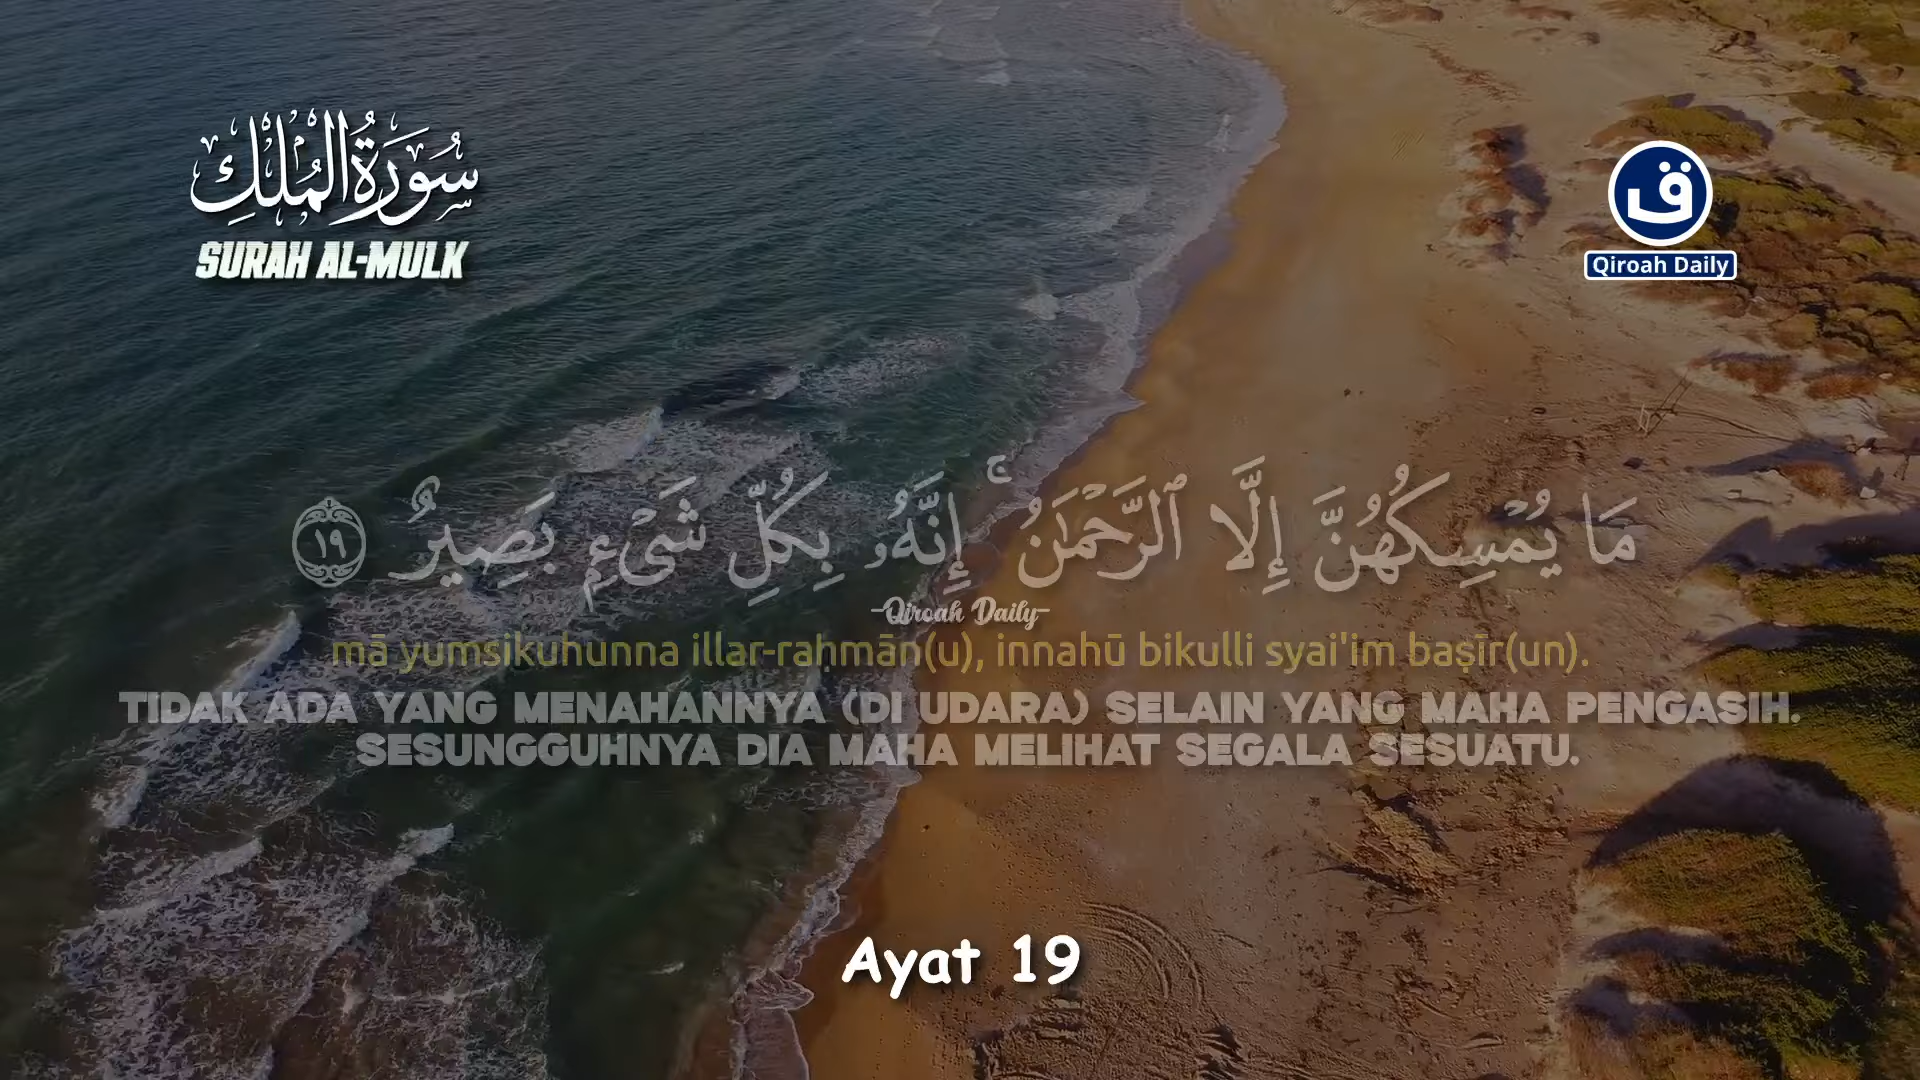 سُورَةُ الْمُلْكِ
SURAH AL-MULK
ق
Qiroah Daily
مَا يُمْسِكُهُنَّ إِلَّا ٱلرَّحْمَٰنُ ۚ إِنَّهُۥ بِكُلِّ شَىْءٍۭ بَصِيرٌ ١٩
-Qiroah Daily-
mā yumsikuhunna illar-raḥmān(u), innahū bikulli syai'im baṣīr(un).
TIDAK ADA YANG MENAHANNYA (DI UDARA) SELAIN YANG MAHA PENGASIH.
SESUNGGUHNYA DIA MAHA MELIHAT SEGALA SESUATU.
Ayat 19